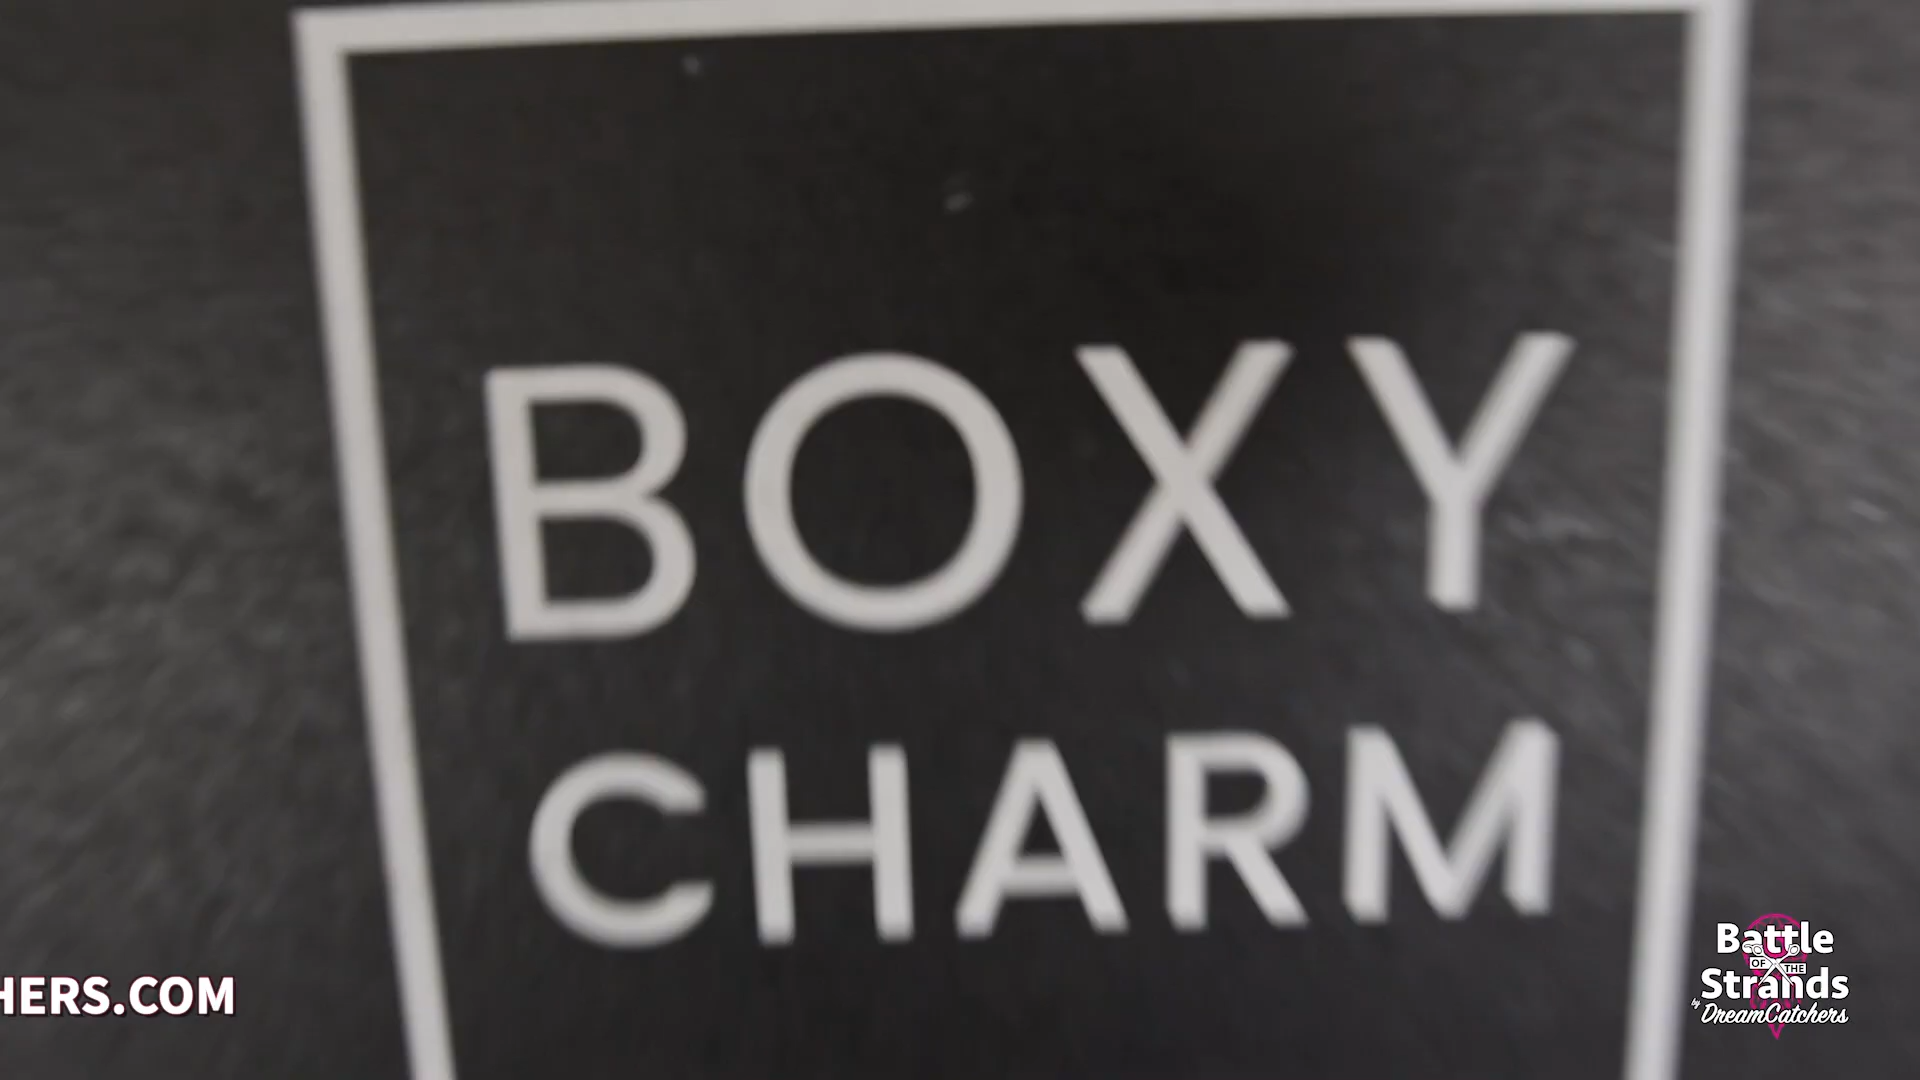 BOXY
CHARM
HERS.COM
Battle
OF THE
Strands
by DreamCatchers